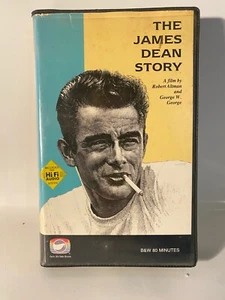 THE
JAMES
DEAN
STORY
A film by
Robert Altman
and
George W.
George
Hi-Fi
B&W 80 MINUTES